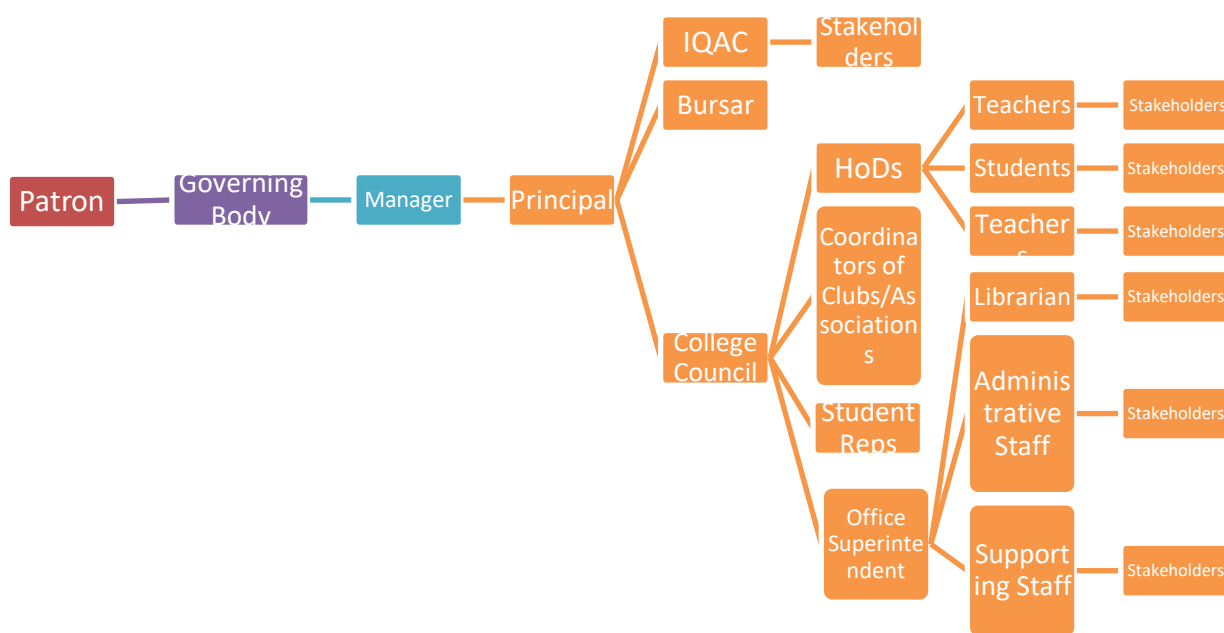 Patron
Governing
Body
Manager
Principal
IQAC
Stakehol
ders
Bursar
College
Council
HoDs
Coordina
tors of
Clubs/As
sociation
s
Student
Reps
Office
Superinte
ndent
Teachers
Stakeholders
Students
Stakeholders
Teacher
s
Stakeholders
Librarian
Stakeholders
Adminis
trative
Staff
Stakeholders
Support
ing Staff
Stakeholders